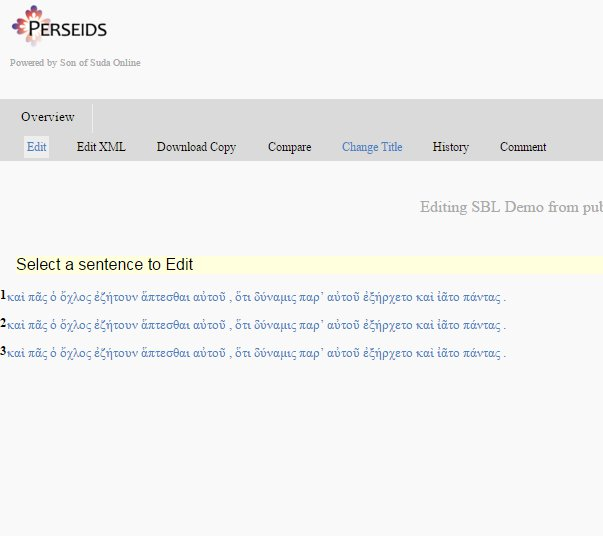 PERSEIDS
Powered by Son of Suda Online
Overview
Edit Edit XML Download Copy Compare Change Title History Comment
Editing SBL Demo from pub
Select a sentence to Edit
1καὶ πᾶς ὁ ὄχλος ἐζήτουν ἅπτεσθαι αὐτοῦ , ὅτι δύναμις παρ’ αὐτοῦ ἐξήρχετο καὶ ἰᾶτο πάντας .
2καὶ πᾶς ὁ ὄχλος ἐζήτουν ἅπτεσθαι αὐτοῦ , ὅτι δύναμις παρ’ αὐτοῦ ἐξήρχετο καὶ ἰᾶτο πάντας .
3καὶ πᾶς ὁ ὄχλος ἐζήτουν ἅπτεσθαι αὐτοῦ , ὅτι δύναμις παρ’ αὐτοῦ ἐξήρχετο καὶ ἰᾶτο πάντας .